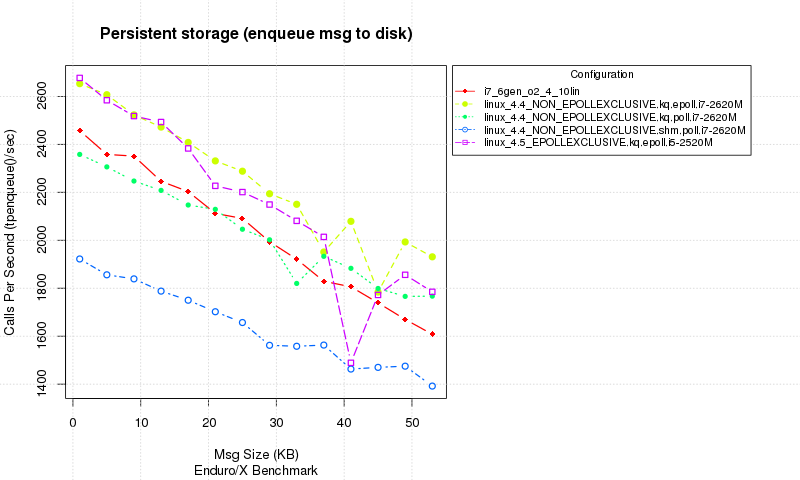 Persistent storage (enqueue msg to disk)
Calls Per Second (tpenqueue()/sec)
2600
2400
2200
2000
1800
1600
1400
0 10 20 30 40 50
Msg Size (KB)
Enduro/X Benchmark
Configuration
i7_6gen_o2_4_10lin
linux_4.4_NON_EPOLLEXCLUSIVE.kq.epoll.i7-2620M
linux_4.4_NON_EPOLLEXCLUSIVE.kq.poll.i7-2620M
linux_4.4_NON_EPOLLEXCLUSIVE.shm.poll.i7-2620M
linux_4.5_EPOLLEXCLUSIVE.kq.epoll.i5-2520M